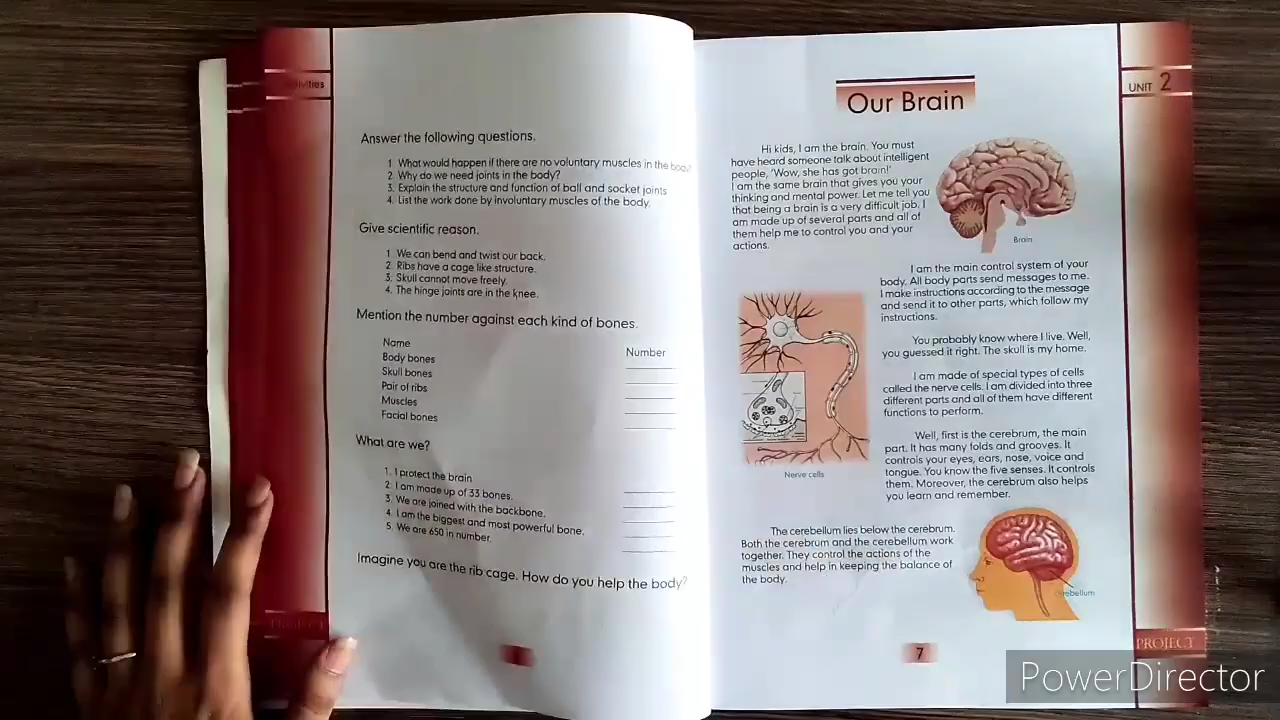 Activities
Answer the following questions.
1 What would happen if there are no voluntary muscles in the body?
2. Why do we need joints in the body?
3. Explain the structure and function of ball and socket joints
4. List the work done by involuntary muscles of the body.
Give scientific reason.
1 We can bend and twist our back.
2. Ribs have a cage like structure.
3. Skull cannot move freely.
4. The hinge joints are in the knee.
Mention the number against each kind of bones.
Name Number
Body bones
Skull bones
Pair of ribs
Muscles
Facial bones
What are we?
1. I protect the brain
2. I am made up of 33 bones.
3. We are joined with the backbone.
4. I am the biggest and most powerful bone.
5. We are 650 in number.
Imagine you are the rib cage. How do you help the body?
PROJECT
UNIT 2
Our Brain
Hi kids, I am the brain. You must
have heard someone talk about intelligent
people, 'Wow, she has got brain!'
I am the same brain that gives you your
thinking and mental power. Let me tell you
that being a brain is a very difficult job. I
am made up of several parts and all of
them help me to control you and your
actions.
Brain
I am the main control system of your
body. All body parts send messages to me.
I make instructions according to the message
and send it to other parts, which follow my
instructions.
You probably know where I live. Well,
you guessed it right. The skull is my home.
I am made of special types of cells
called the nerve cells. I am divided into three
different parts and all of them have different
functions to perform.
Nerve cells
Well, first is the cerebrum, the main
part. It has many folds and grooves. It
controls your eyes, ears, nose, voice and
tongue. You know the five senses. It controls
them. Moreover, the cerebrum also helps
you learn and remember.
The cerebellum lies below the cerebrum.
Both the cerebrum and the cerebellum work
together. They control the actions of the
muscles and help in keeping the balance of
the body.
Cerebellum
7
PROJECT
PowerDirector